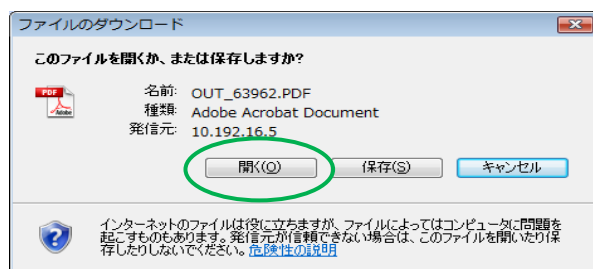 ファイルのダウンロード
このファイルを開くか、または保存しますか?
PDF
Adobe
名前: OUT_63962.PDF
種類: Adobe Acrobat Document
発信元: 10.192.16.5
開く(O) 保存(S) キャンセル
インターネットのファイルは役に立ちますが、ファイルによってはコンピュータに問題を
起こすものもあります。発信元が信頼できない場合は、このファイルを開いたり保
存したりしないでください。危険性の説明